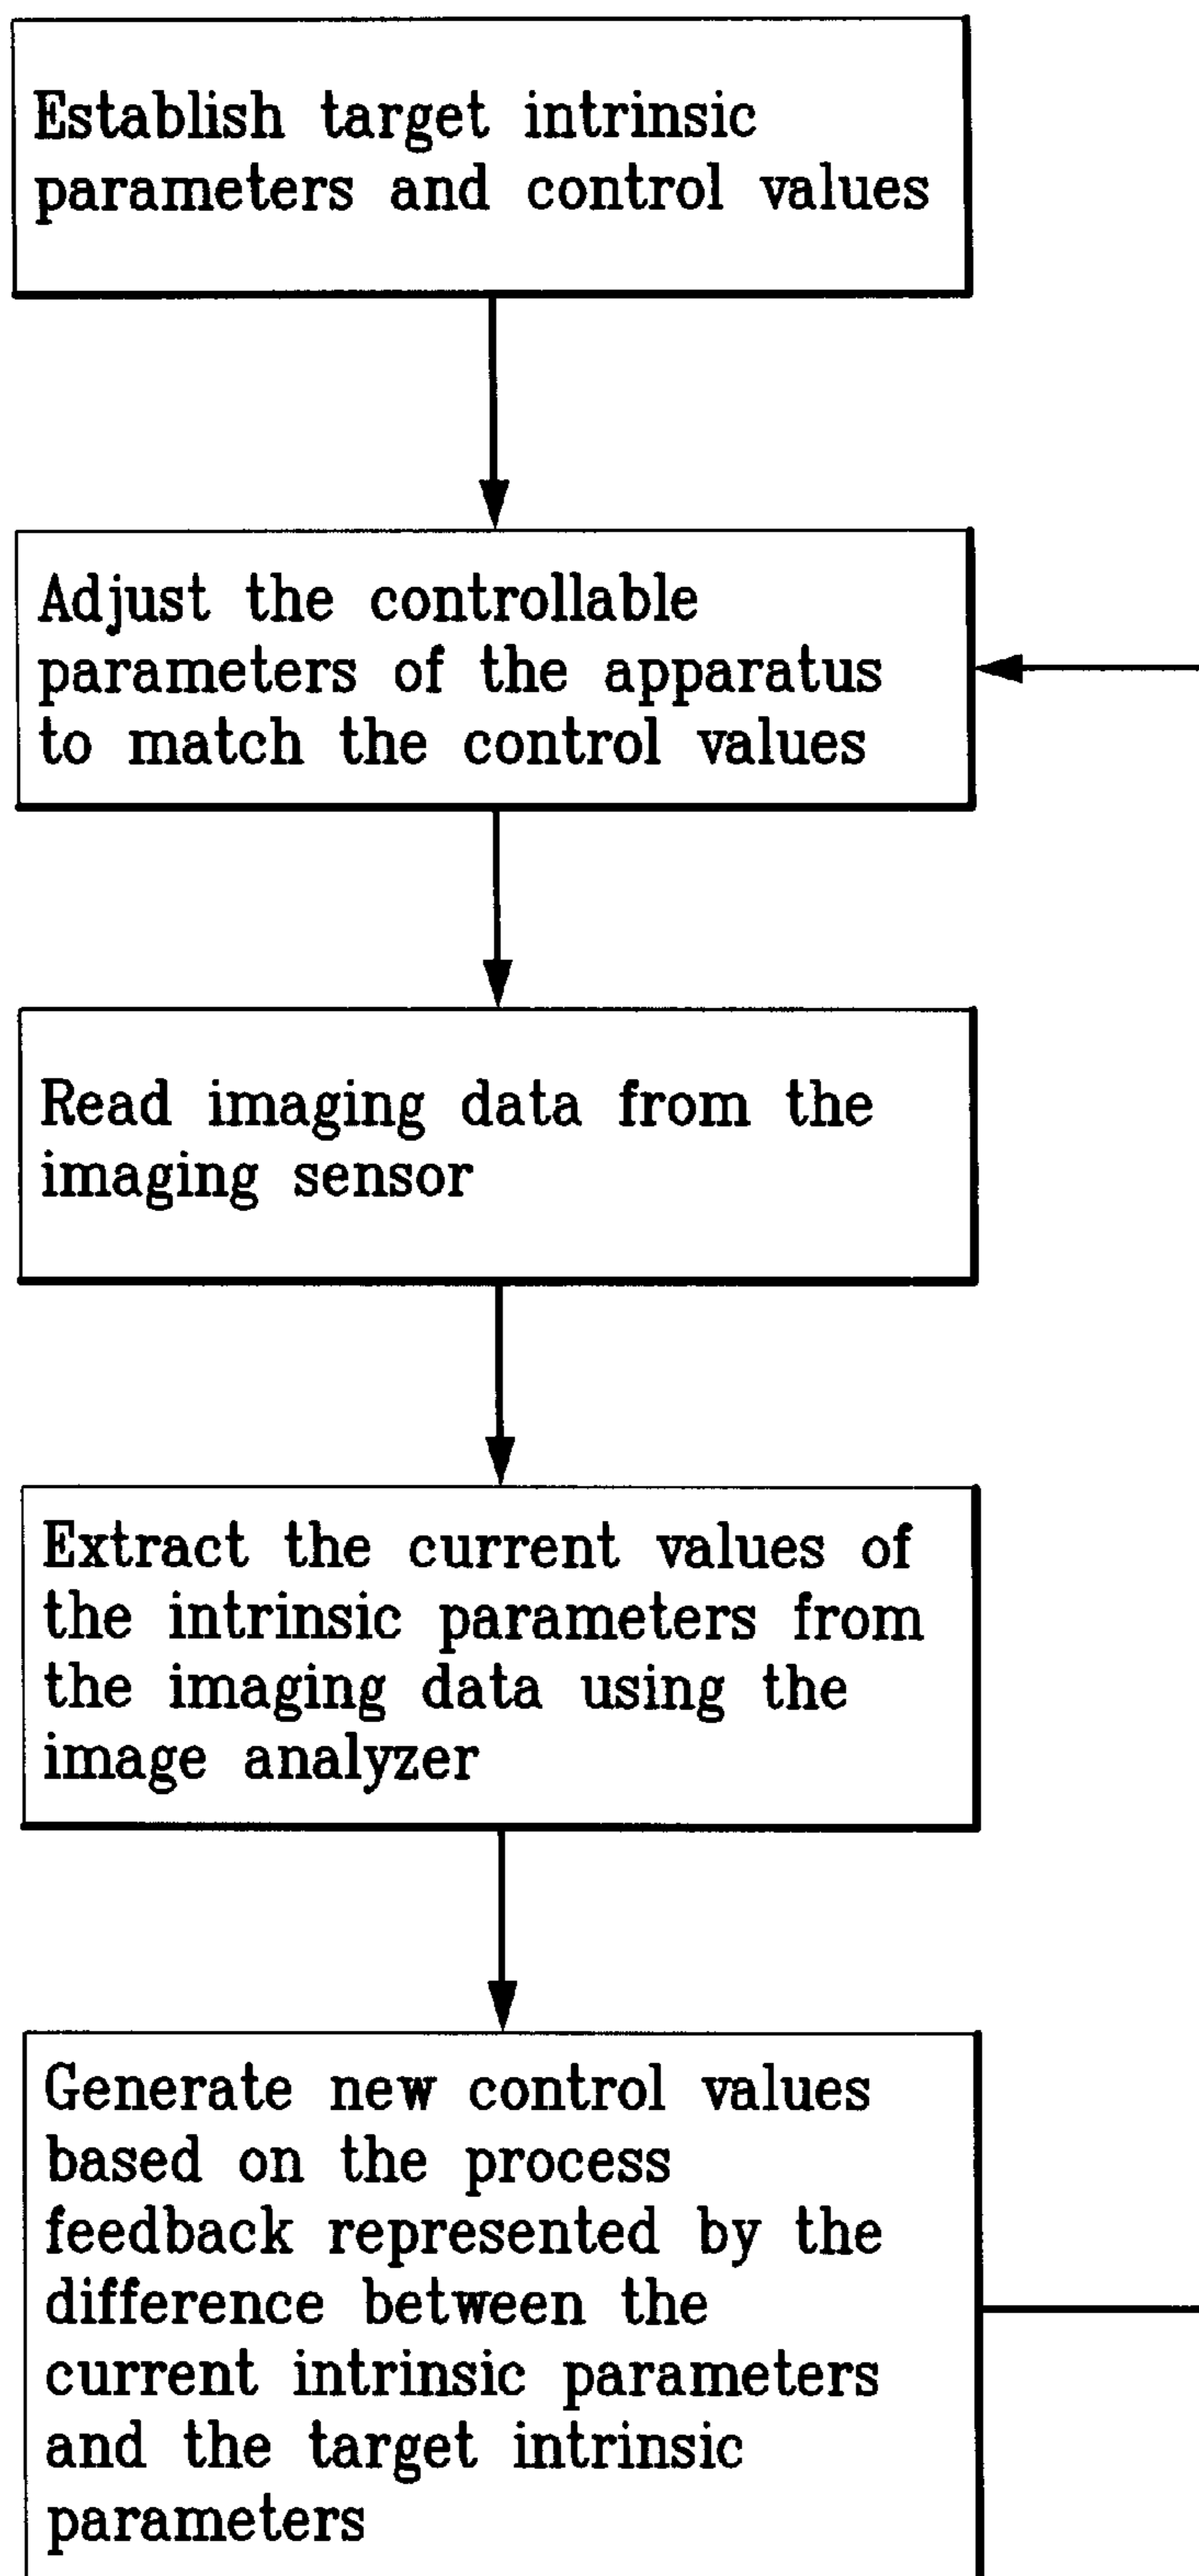 Establish target intrinsic
parameters and control values
Adjust the controllable
parameters of the apparatus
to match the control values
Read imaging data from the
imaging sensor
Extract the current values of
the intrinsic parameters from
the imaging data using the
image analyzer
Generate new control values
based on the process
feedback represented by the
difference between the
current intrinsic parameters
and the target intrinsic
parameters